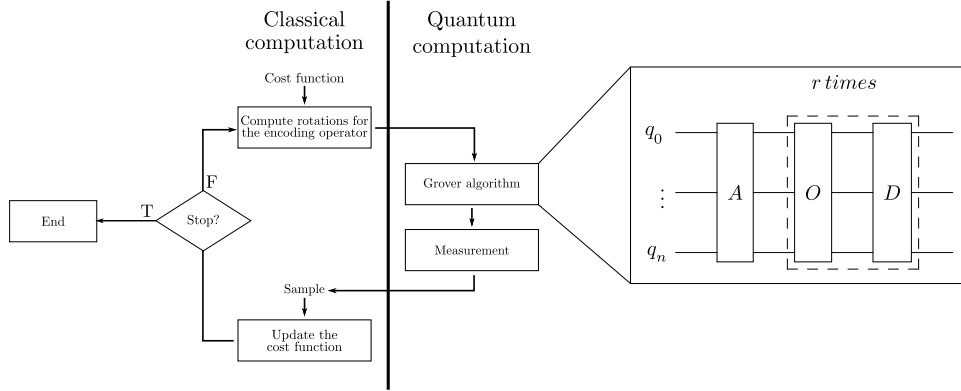 Classical
computation
Quantum
computation
Cost function
Compute rotations for
the encoding operator
F
T
Stop?
End
Grover algorithm
Measurement
Sample
Update the
cost function
r times
q0
⋮
qn
A
O
D